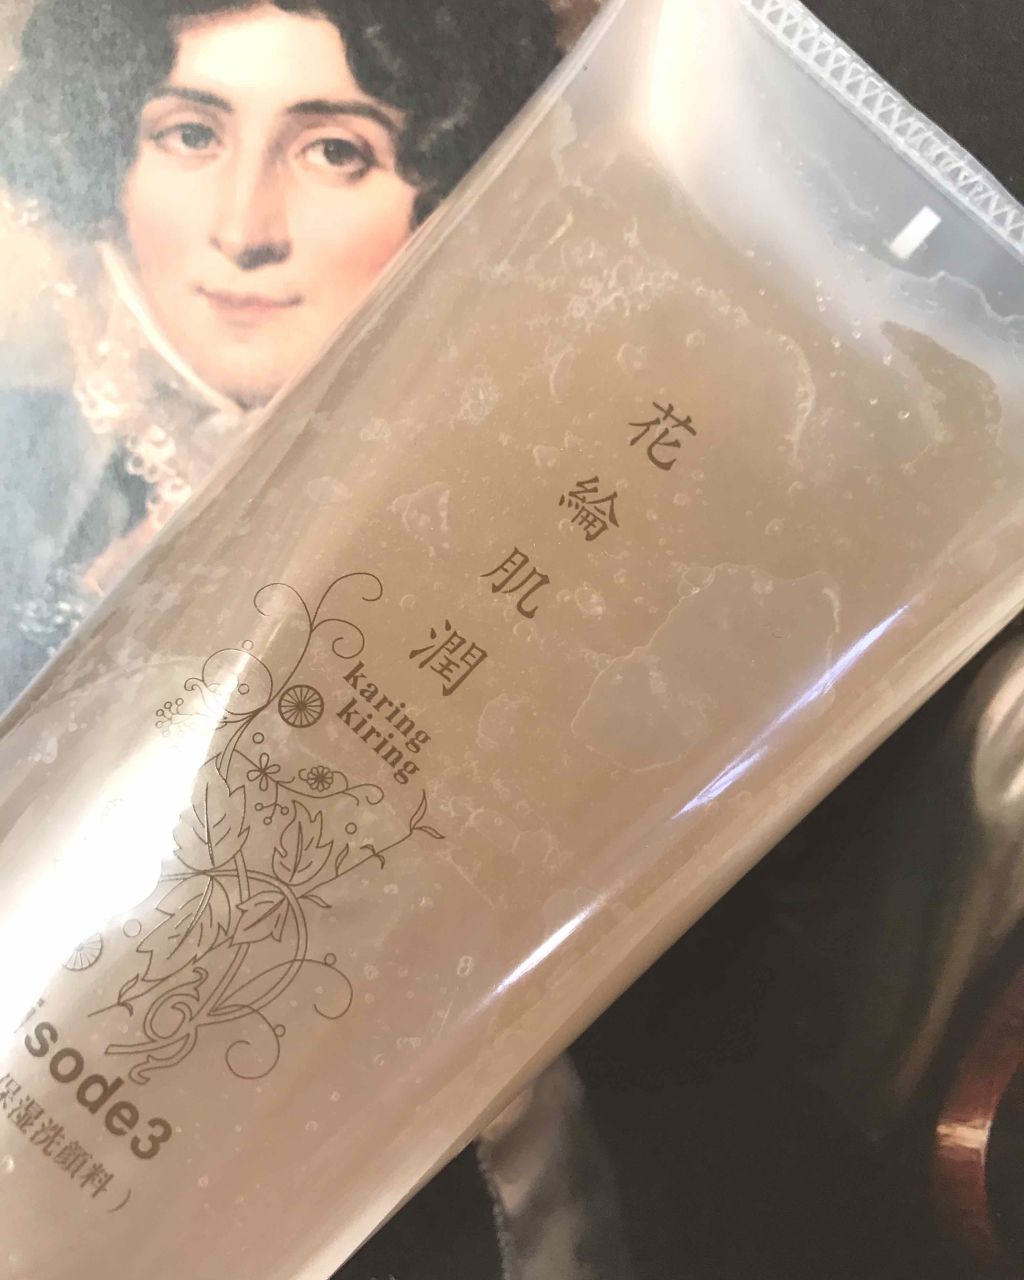 花綸肌潤
karing
kiring
isode3
保湿洗顔料）